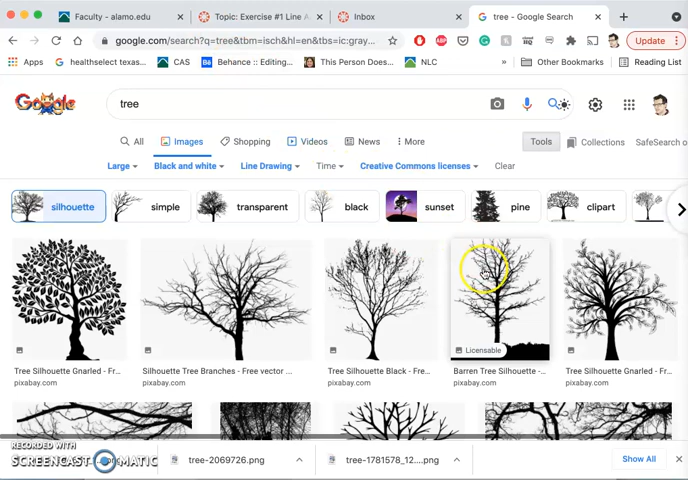 Faculty - alamo.edu
Topic: Exercise #1 Line A
Inbox
tree - Google Search
google.com/search?q=tree&tbm=isch&hl=en&tbs=ic:gray...
Update
Apps
healthselect texas...
CAS
Behance :: Editing...
This Person Does...
NLC
Other Bookmarks
Reading List
Google
tree
All
Images
Shopping
Videos
News
More
Tools
Collections
SafeSearch o
Large
Black and white
Line Drawing
Time
Creative Commons licenses
Clear
silhouette
simple
transparent
black
sunset
pine
clipart
Licensable
Tree Silhouette Gnarled - Fr...
pixabay.com
Silhouette Tree Branches - Free vector ...
pixabay.com
Tree Silhouette Black - Fre...
pixabay.com
Barren Tree Silhouette -...
pixabay.com
Tree Silhouette Gnarled - Fr...
pixabay.com
RECORDED WITH
SCREENCAST-O-MATIC
tree-2069726.png
tree-1781578_12....png
Show All